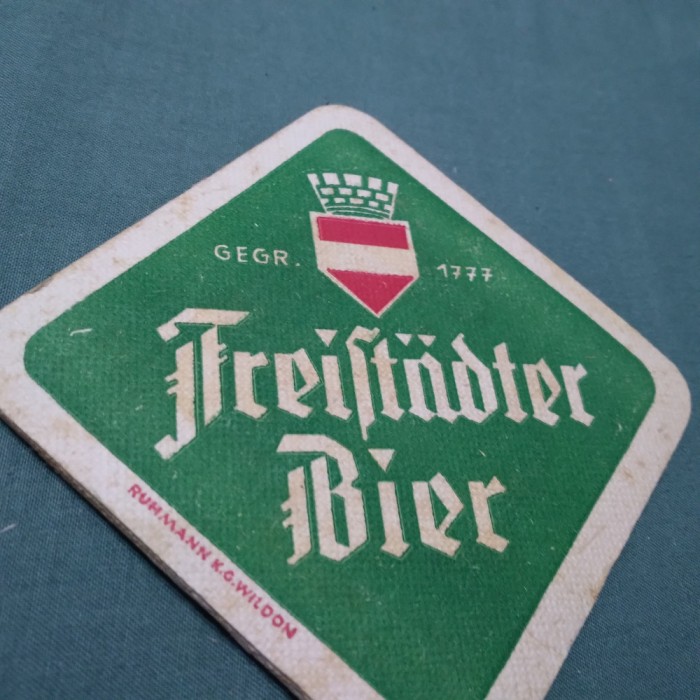 GEGR. 1777
Freiſtädter
Bier
RUHMANN K.G. WILDON